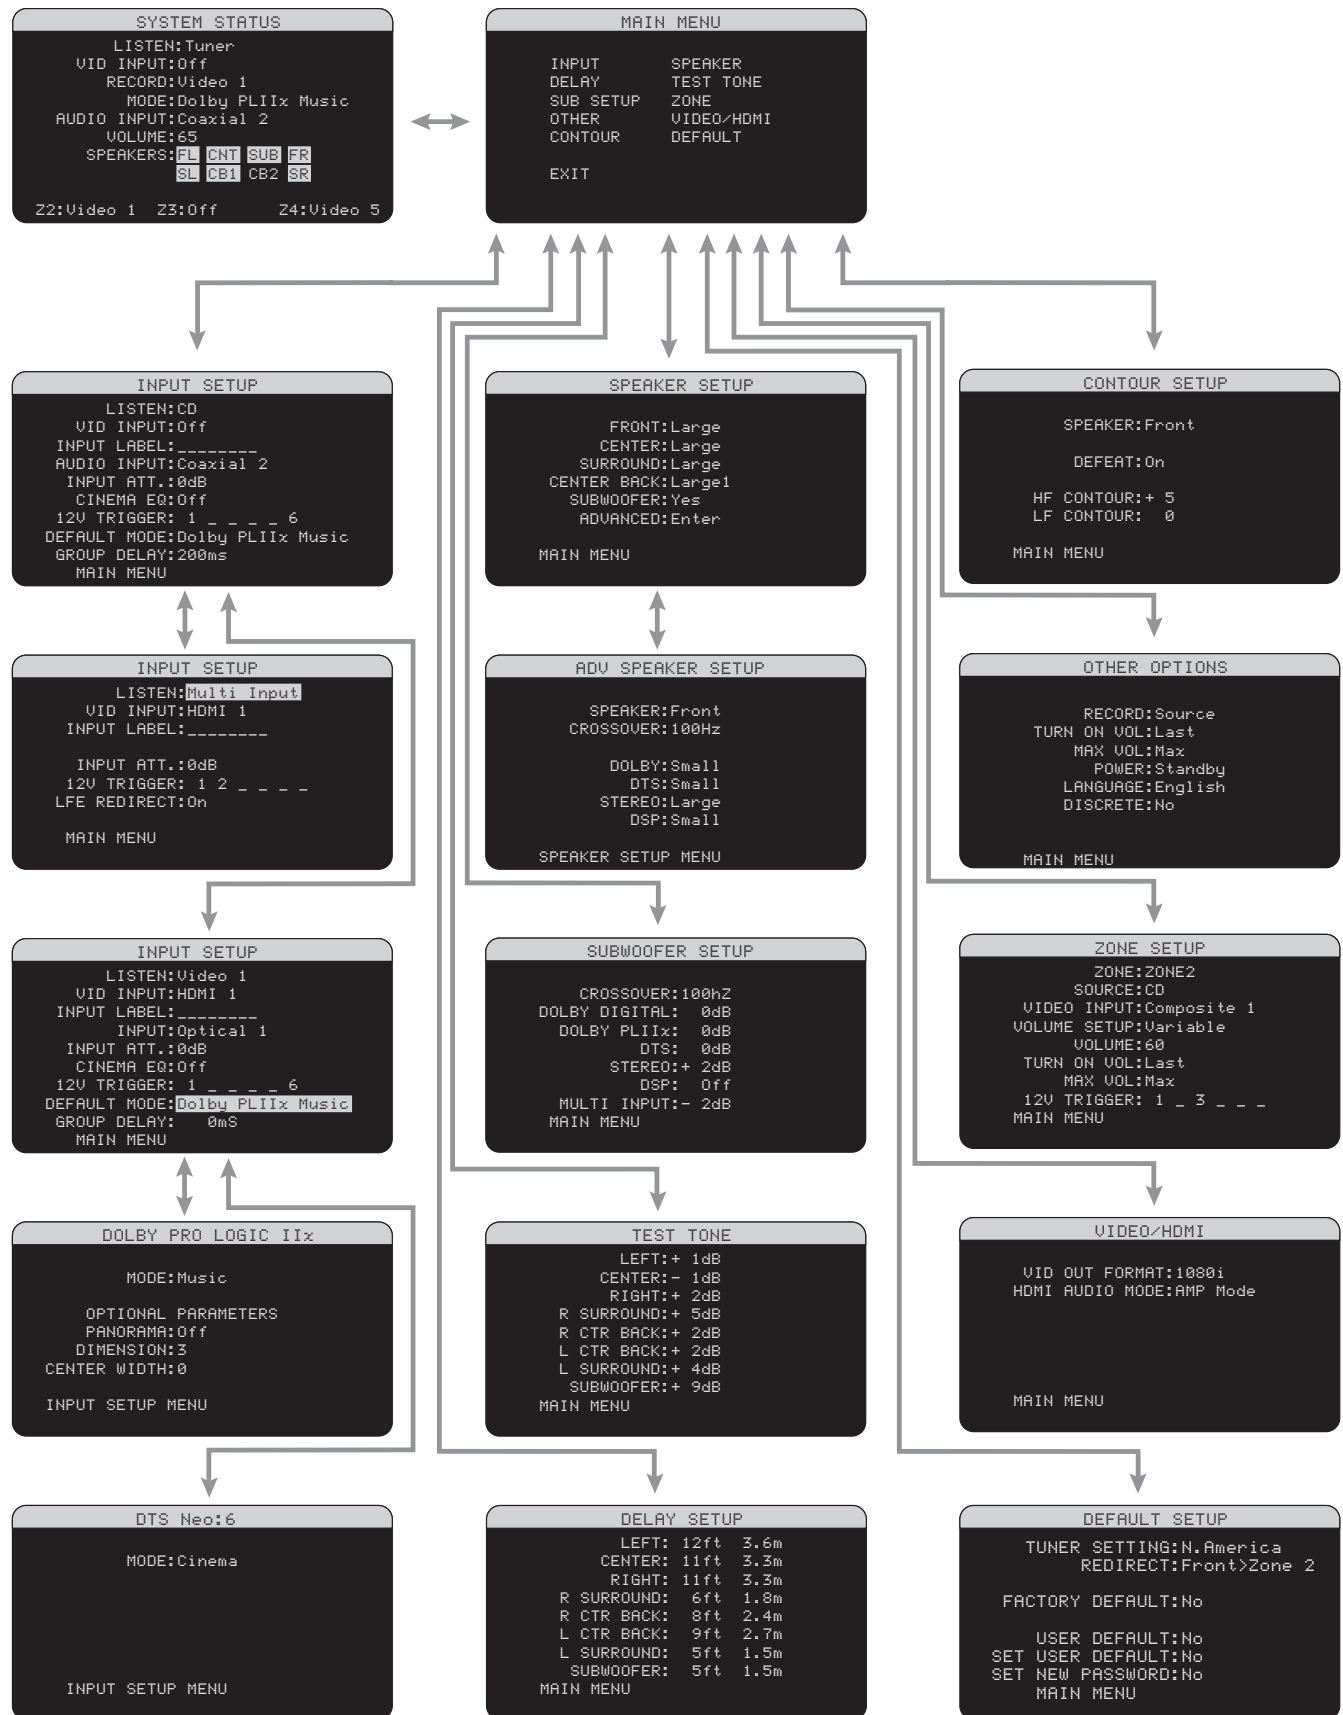 SYSTEM STATUS
LISTEN:Tuner
VID INPUT:Off
RECORD:Video 1
MODE:Dolby PLIIx Music
AUDIO INPUT:Coaxial 2
VOLUME:65
SPEAKERS:FL CNT SUB FR
SL CB1 CB2 SR
Z2:Video 1 Z3:Off Z4:Video 5
MAIN MENU
INPUT SPEAKER
DELAY TEST TONE
SUB SETUP ZONE
OTHER VIDEO/HDMI
CONTOUR DEFAULT
EXIT
INPUT SETUP
LISTEN:CD
VID INPUT:Off
INPUT LABEL:________
AUDIO INPUT:Coaxial 2
INPUT ATT.:0dB
CINEMA EQ:Off
12V TRIGGER: 1 _ _ _ _ 6
DEFAULT MODE:Dolby PLIIx Music
GROUP DELAY:200ms
MAIN MENU
SPEAKER SETUP
FRONT:Large
CENTER:Large
SURROUND:Large
CENTER BACK:Large1
SUBWOOFER:Yes
ADVANCED:Enter
MAIN MENU
CONTOUR SETUP
SPEAKER:Front
DEFEAT:On
HF CONTOUR:+ 5
LF CONTOUR: 0
MAIN MENU
INPUT SETUP
LISTEN:Multi Input
VID INPUT:HDMI 1
INPUT LABEL:________
INPUT ATT.:0dB
12V TRIGGER: 1 2 _ _ _ _
LFE REDIRECT:On
MAIN MENU
ADV SPEAKER SETUP
SPEAKER:Front
CROSSOVER:100Hz
DOLBY:Small
DTS:Small
STEREO:Large
DSP:Small
SPEAKER SETUP MENU
OTHER OPTIONS
RECORD:Source
TURN ON VOL:Last
MAX VOL:Max
POWER:Standby
LANGUAGE:English
DISCRETE:No
MAIN MENU
INPUT SETUP
LISTEN:Video 1
VID INPUT:HDMI 1
INPUT LABEL:________
INPUT:Optical 1
INPUT ATT.:0dB
CINEMA EQ:Off
12V TRIGGER: 1 _ _ _ _ 6
DEFAULT MODE:Dolby PLIIx Music
GROUP DELAY: 0mS
MAIN MENU
SUBWOOFER SETUP
CROSSOVER:100hZ
DOLBY DIGITAL: 0dB
DOLBY PLIIx: 0dB
DTS: 0dB
STEREO:+ 2dB
DSP: Off
MULTI INPUT:- 2dB
MAIN MENU
ZONE SETUP
ZONE:ZONE2
SOURCE:CD
VIDEO INPUT:Composite 1
VOLUME SETUP:Variable
VOLUME:60
TURN ON VOL:Last
MAX VOL:Max
12V TRIGGER: 1 _ 3 _ _ _
MAIN MENU
DOLBY PRO LOGIC IIx
MODE:Music
OPTIONAL PARAMETERS
PANORAMA:Off
DIMENSION:3
CENTER WIDTH:0
INPUT SETUP MENU
TEST TONE
LEFT:+ 1dB
CENTER:- 1dB
RIGHT:+ 2dB
R SURROUND:+ 5dB
R CTR BACK:+ 2dB
L CTR BACK:+ 2dB
L SURROUND:+ 4dB
SUBWOOFER:+ 9dB
MAIN MENU
VIDEO/HDMI
VID OUT FORMAT:1080i
HDMI AUDIO MODE:AMP Mode
MAIN MENU
DTS Neo:6
MODE:Cinema
INPUT SETUP MENU
DELAY SETUP
LEFT: 12ft 3.6m
CENTER: 11ft 3.3m
RIGHT: 11ft 3.3m
R SURROUND: 6ft 1.8m
R CTR BACK: 8ft 2.4m
L CTR BACK: 9ft 2.7m
L SURROUND: 5ft 1.5m
SUBWOOFER: 5ft 1.5m
MAIN MENU
DEFAULT SETUP
TUNER SETTING:N.America
REDIRECT:Front>Zone 2
FACTORY DEFAULT:No
USER DEFAULT:No
SET USER DEFAULT:No
SET NEW PASSWORD:No
MAIN MENU